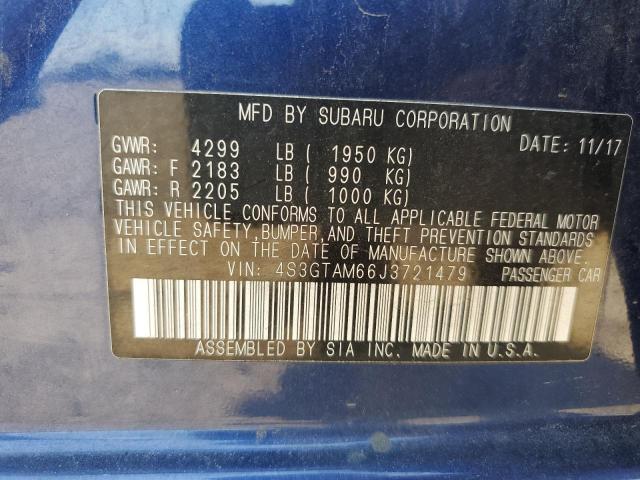 MFD BY SUBARU CORPORATION
DATE: 11/17
GVWR: 4299 LB ( 1950 KG)
GAWR: F 2183 LB ( 990 KG)
GAWR: R 2205 LB ( 1000 KG)
THIS VEHICLE CONFORMS TO ALL APPLICABLE FEDERAL MOTOR
VEHICLE SAFETY, BUMPER, AND THEFT PREVENTION STANDARDS
IN EFFECT ON THE DATE OF MANUFACTURE SHOWN ABOVE.
VIN: 4S3GTAM66J3721479 PASSENGER CAR
ASSEMBLED BY SIA INC. MADE IN U.S.A.